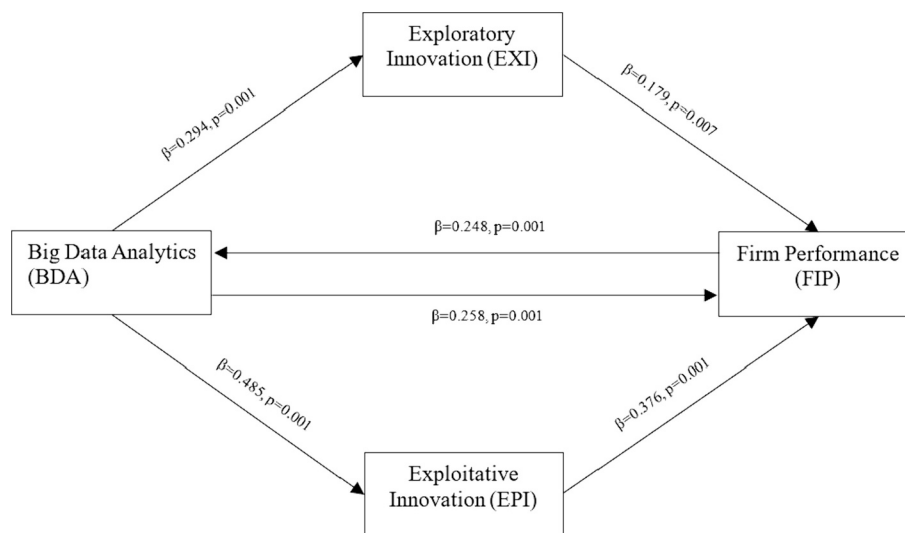 Exploratory
Innovation (EXI)
β=0.294, p=0.001
β=0.179, p=0.007
Big Data Analytics
(BDA)
β=0.248, p=0.001
β=0.258, p=0.001
Firm Performance
(FIP)
β=0.485, p=0.001
β=0.376, p=0.001
Exploitative
Innovation (EPI)